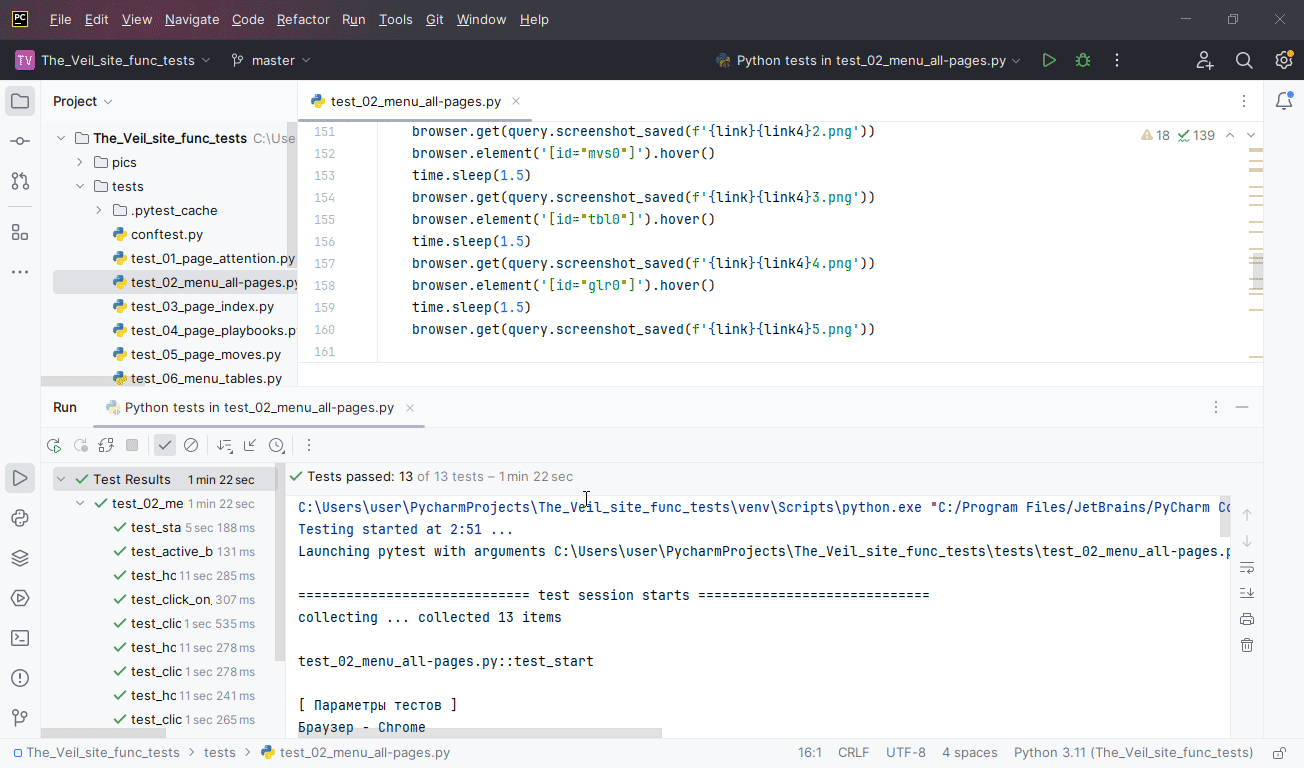 PC File Edit View Navigate Code Refactor Run Tools Git Window Help
TV The_Veil_site_func_tests master Python tests in test_02_menu_all-pages.py
Project
test_02_menu_all-pages.py
The_Veil_site_func_tests C:\Use
pics
tests
.pytest_cache
conftest.py
test_01_page_attention.py
test_02_menu_all-pages.py
test_03_page_index.py
test_04_page_playbooks.p
test_05_page_moves.py
test_06_menu_tables.py
18 139
151 browser.get(query.screenshot_saved(f'{link}{link4}2.png'))
152 browser.element('[id="mvs0"]').hover()
153 time.sleep(1.5)
154 browser.get(query.screenshot_saved(f'{link}{link4}3.png'))
155 browser.element('[id="tbl0"]').hover()
156 time.sleep(1.5)
157 browser.get(query.screenshot_saved(f'{link}{link4}4.png'))
158 browser.element('[id="glr0"]').hover()
159 time.sleep(1.5)
160 browser.get(query.screenshot_saved(f'{link}{link4}5.png'))
161
Run Python tests in test_02_menu_all-pages.py
Test Results 1 min 22 sec
test_02_me 1 min 22 sec
test_sta 5 sec 188 ms
test_active_b 131 ms
test_hc 11 sec 285 ms
test_click_on_ 307 ms
test_clic 1 sec 535 ms
test_hc 11 sec 278 ms
test_clic 1 sec 278 ms
test_hc 11 sec 241 ms
test_clic 1 sec 265 ms
Tests passed: 13 of 13 tests – 1 min 22 sec
C:\Users\user\PycharmProjects\The_Veil_site_func_tests\venv\Scripts\python.exe "C:/Program Files/JetBrains/PyCharm Co
Testing started at 2:51 ...
Launching pytest with arguments C:\Users\user\PycharmProjects\The_Veil_site_func_tests\tests\test_02_menu_all-pages.p
============================= test session starts =============================
collecting ... collected 13 items
test_02_menu_all-pages.py::test_start
[ Параметры тестов ]
Браузер - Chrome
The_Veil_site_func_tests tests test_02_menu_all-pages.py 16:1 CRLF UTF-8 4 spaces Python 3.11 (The_Veil_site_func_tests)